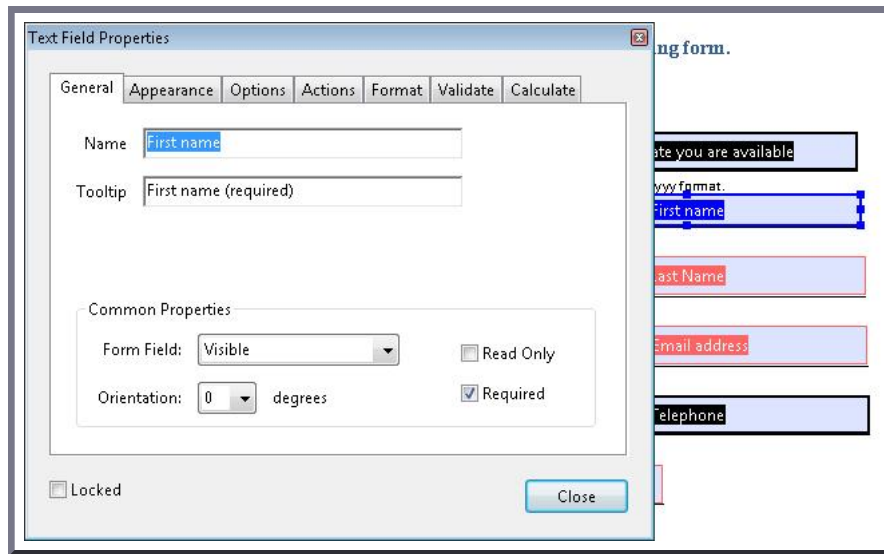 Text Field Properties
ng form.
General Appearance Options Actions Format Validate Calculate
Name First name
Tooltip First name (required)
Common Properties
Form Field: Visible
Read Only
Orientation: 0 degrees
Required
Locked
Close
ate you are available
yyy format.
First name
Last Name
Email address
Telephone